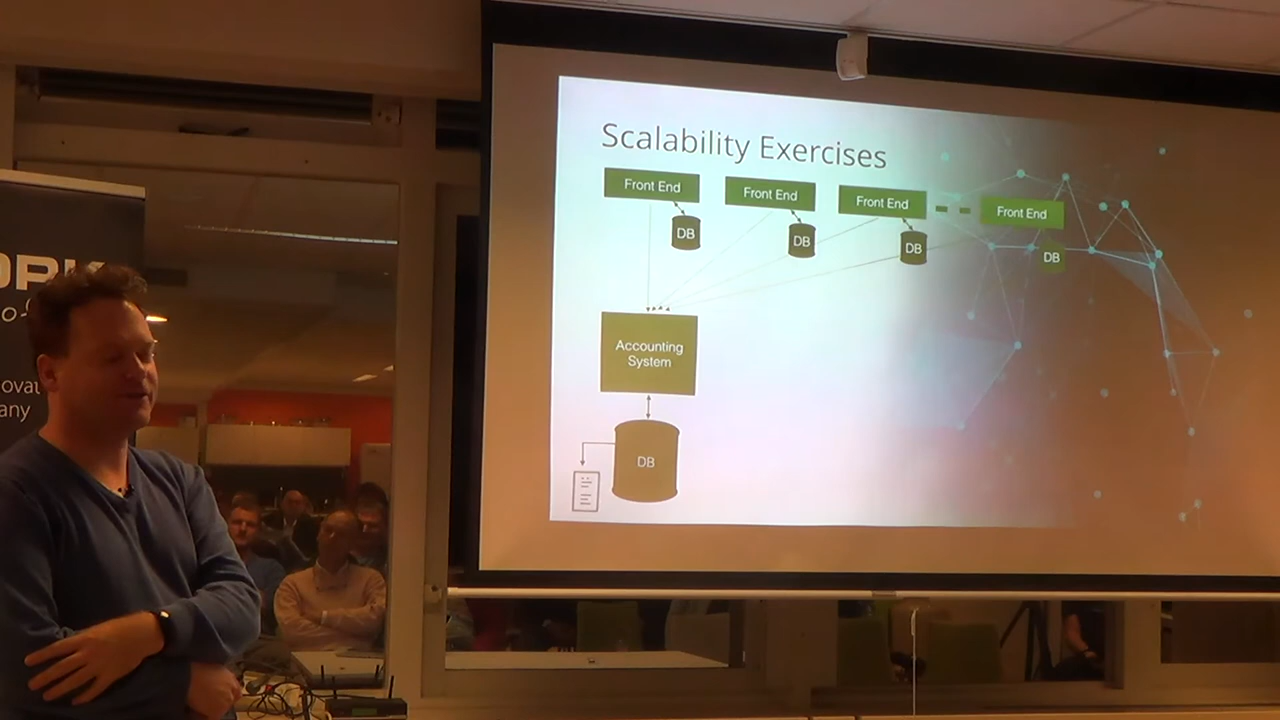 Scalability Exercises
Front End
Front End
Front End
Front End
DB
DB
DB
DB
Accounting
System
DB